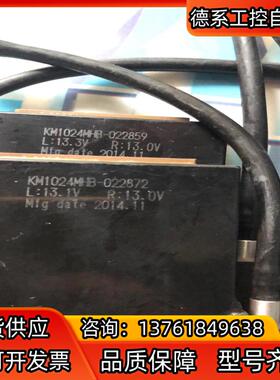 德系工控自
KM1024MHB-022859
L:13.3V R:13.0V
Mfg date 2014.11
KM1024MHB-022872
L:13.1V R:13.0V
Mfg date 2014.11
货供应
咨询：13761849638
可开发票
品质保障 型号齐